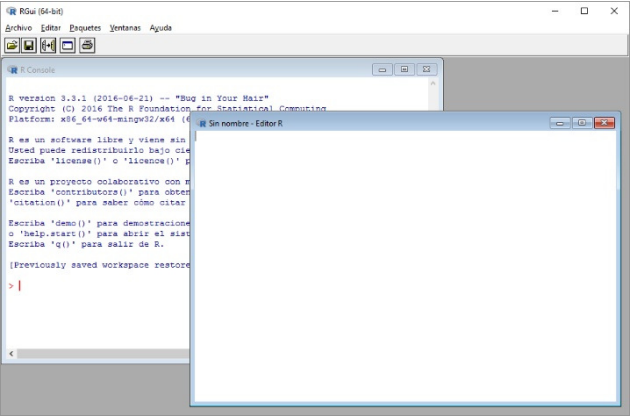 RGui (64-bit)
Archivo Editar Paquetes Ventanas Ayuda
R Console
R version 3.3.1 (2016-06-21) -- "Bug in Your Hair"
Copyright (C) 2016 The R Foundation for Statistical Computing
Platform: x86_64-w64-mingw32/x64 (6
R es un software libre y viene sin
Usted puede redistribuirlo bajo cie
Escriba 'license()' o 'licence()' p
R es un proyecto colaborativo con m
Escriba 'contributors()' para obten
'citation()' para saber cómo citar
Escriba 'demo()' para demostracione
o 'help.start()' para abrir el sist
Escriba 'q()' para salir de R.
[Previously saved workspace restore
>
Sin nombre - Editor R